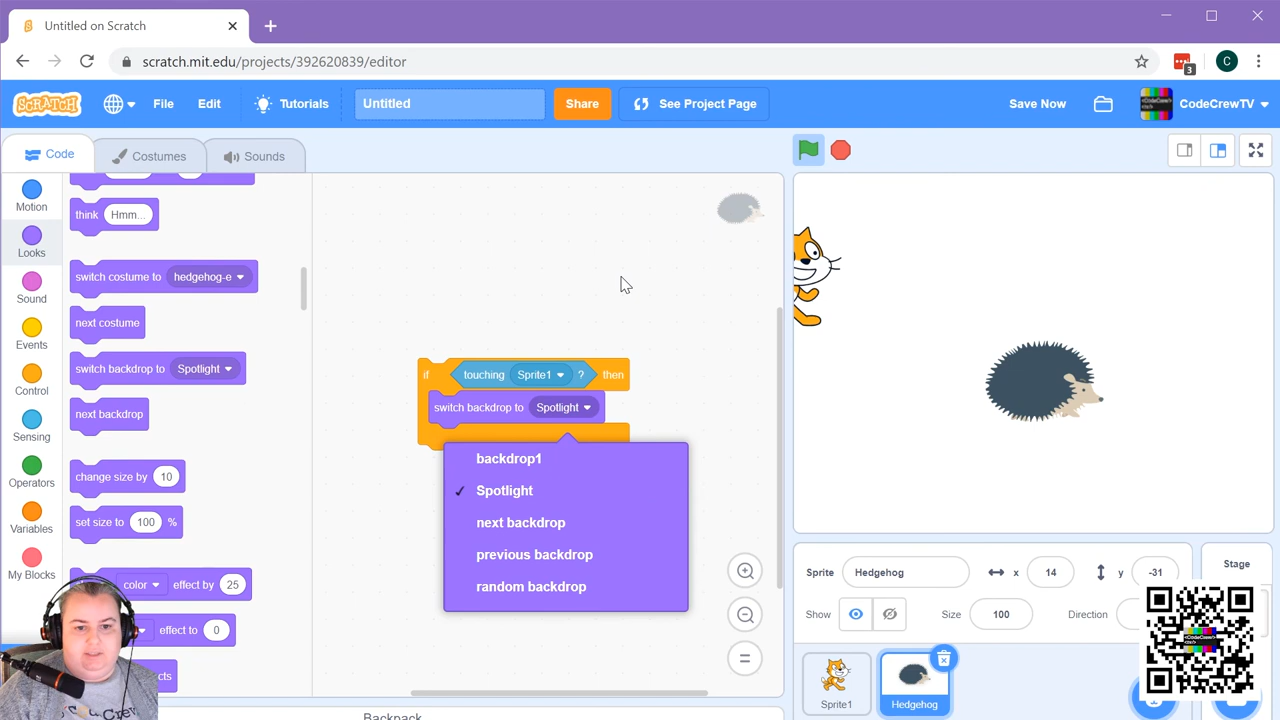 Untitled on Scratch
scratch.mit.edu/projects/392620839/editor
3
C
SCRATCH
File
Edit
Tutorials
Untitled
Share
See Project Page
Save Now
CodeCrewTV
Code
Costumes
Sounds
Motion
Looks
Sound
Events
Control
Sensing
Operators
Variables
My Blocks
think Hmm...
switch costume to hedgehog-e
next costume
switch backdrop to Spotlight
next backdrop
change size by 10
set size to 100 %
color effect by 25
effect to 0
if touching Sprite1 ? then
switch backdrop to Spotlight
backdrop1
✓ Spotlight
next backdrop
previous backdrop
random backdrop
Backpack
Sprite
Hedgehog
x 14
y -31
Show
Size 100
Direction
Sprite1
Hedgehog
Stage